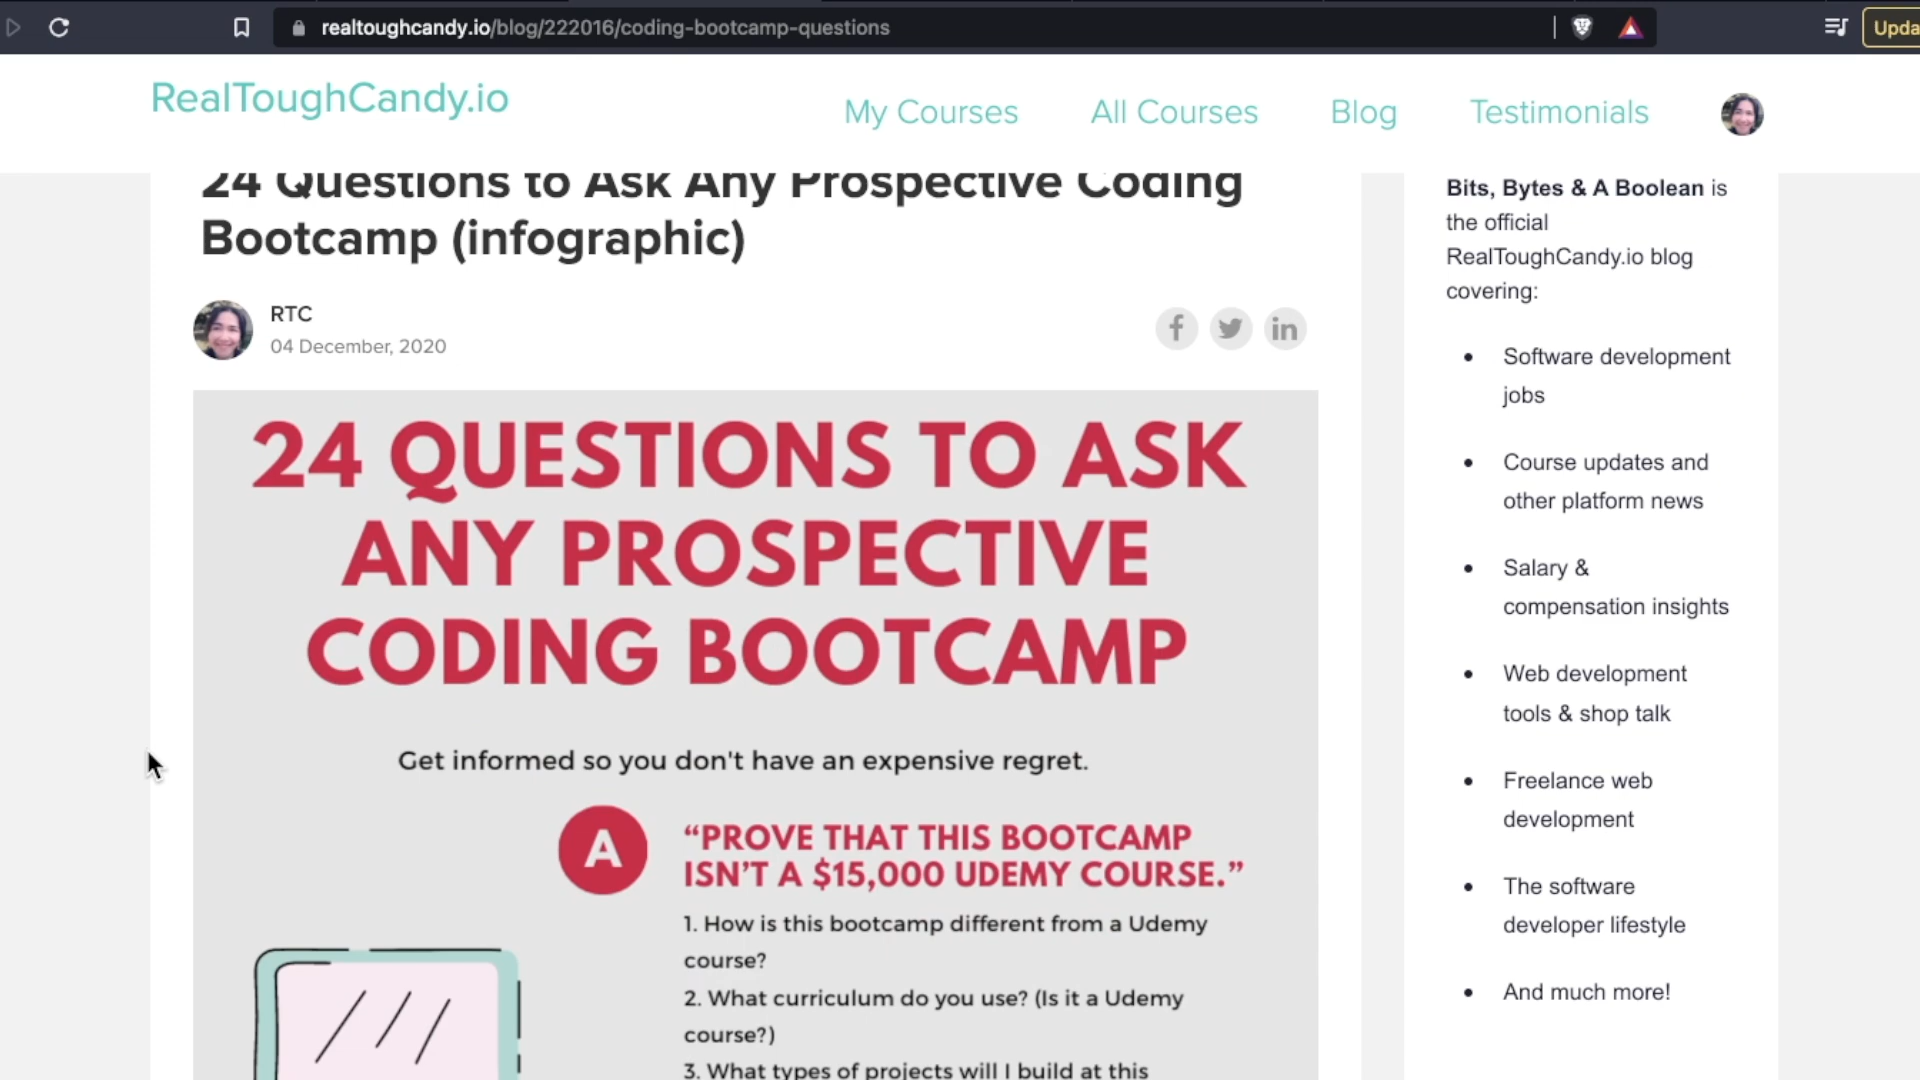 realtoughcandy.io/blog/222016/coding-bootcamp-questions
Upda
RealToughCandy.io
My Courses
All Courses
Blog
Testimonials
24 Questions to Ask Any Prospective Coding
Bootcamp (infographic)
RTC
04 December, 2020
24 QUESTIONS TO ASK
ANY PROSPECTIVE
CODING BOOTCAMP
Get informed so you don't have an expensive regret.
A
“PROVE THAT THIS BOOTCAMP
ISN’T A $15,000 UDEMY COURSE.”
1. How is this bootcamp different from a Udemy
course?
2. What curriculum do you use? (Is it a Udemy
course?)
3. What types of projects will I build at this
Bits, Bytes & A Boolean is
the official
RealToughCandy.io blog
covering:
• Software development
jobs
• Course updates and
other platform news
• Salary &
compensation insights
• Web development
tools & shop talk
• Freelance web
development
• The software
developer lifestyle
• And much more!